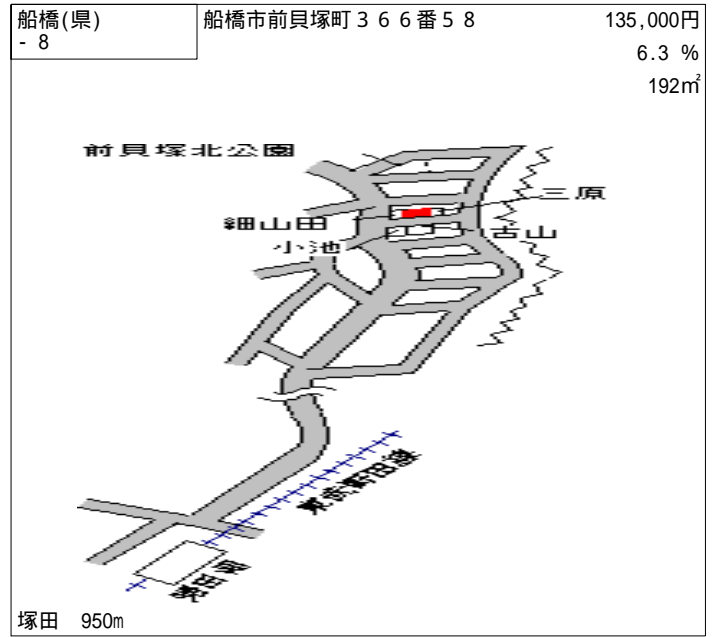 船橋(県)
- 8
船橋市前貝塚町３６６番５８
135,000円
6.3 %
192㎡
前貝塚北公園
三原
細山田
古山
小池
東武野田線
塚田駅
塚田 950m